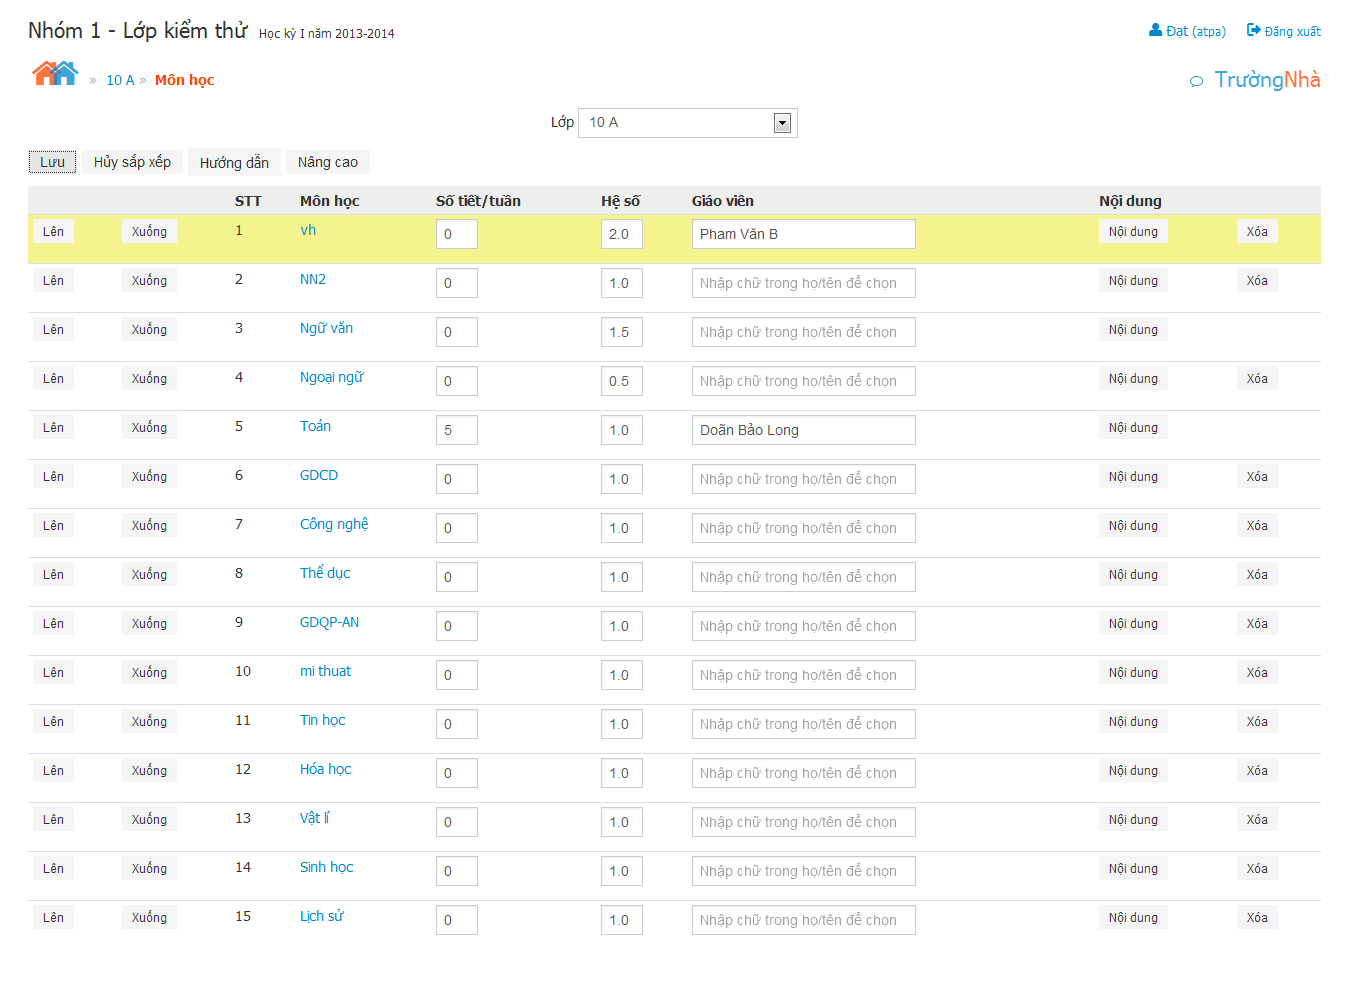 Nhóm 1 - Lớp kiểm thử Học kỳ I năm 2013-2014 Đạt (atpa) Đăng xuất
» 10 A » Môn học TrườngNhà
Lớp 10 A
Lưu Hủy sắp xếp Hướng dẫn Nâng cao
STT Môn học Số tiết/tuần Hệ số Giáo viên Nội dung
Lên Xuống 1 vh 0 2.0 Pham Văn B Nội dung Xóa
Lên Xuống 2 NN2 0 1.0 Nhập chữ trong họ/tên để chọn Nội dung Xóa
Lên Xuống 3 Ngữ văn 0 1.5 Nhập chữ trong họ/tên để chọn Nội dung
Lên Xuống 4 Ngoại ngữ 0 0.5 Nhập chữ trong họ/tên để chọn Nội dung Xóa
Lên Xuống 5 Toán 5 1.0 Doãn Bảo Long Nội dung
Lên Xuống 6 GDCD 0 1.0 Nhập chữ trong họ/tên để chọn Nội dung Xóa
Lên Xuống 7 Công nghệ 0 1.0 Nhập chữ trong họ/tên để chọn Nội dung Xóa
Lên Xuống 8 Thể dục 0 1.0 Nhập chữ trong họ/tên để chọn Nội dung Xóa
Lên Xuống 9 GDQP-AN 0 1.0 Nhập chữ trong họ/tên để chọn Nội dung Xóa
Lên Xuống 10 mi thuat 0 1.0 Nhập chữ trong họ/tên để chọn Nội dung Xóa
Lên Xuống 11 Tin học 0 1.0 Nhập chữ trong họ/tên để chọn Nội dung Xóa
Lên Xuống 12 Hóa học 0 1.0 Nhập chữ trong họ/tên để chọn Nội dung Xóa
Lên Xuống 13 Vật lí 0 1.0 Nhập chữ trong họ/tên để chọn Nội dung Xóa
Lên Xuống 14 Sinh học 0 1.0 Nhập chữ trong họ/tên để chọn Nội dung Xóa
Lên Xuống 15 Lịch sử 0 1.0 Nhập chữ trong họ/tên để chọn Nội dung Xóa